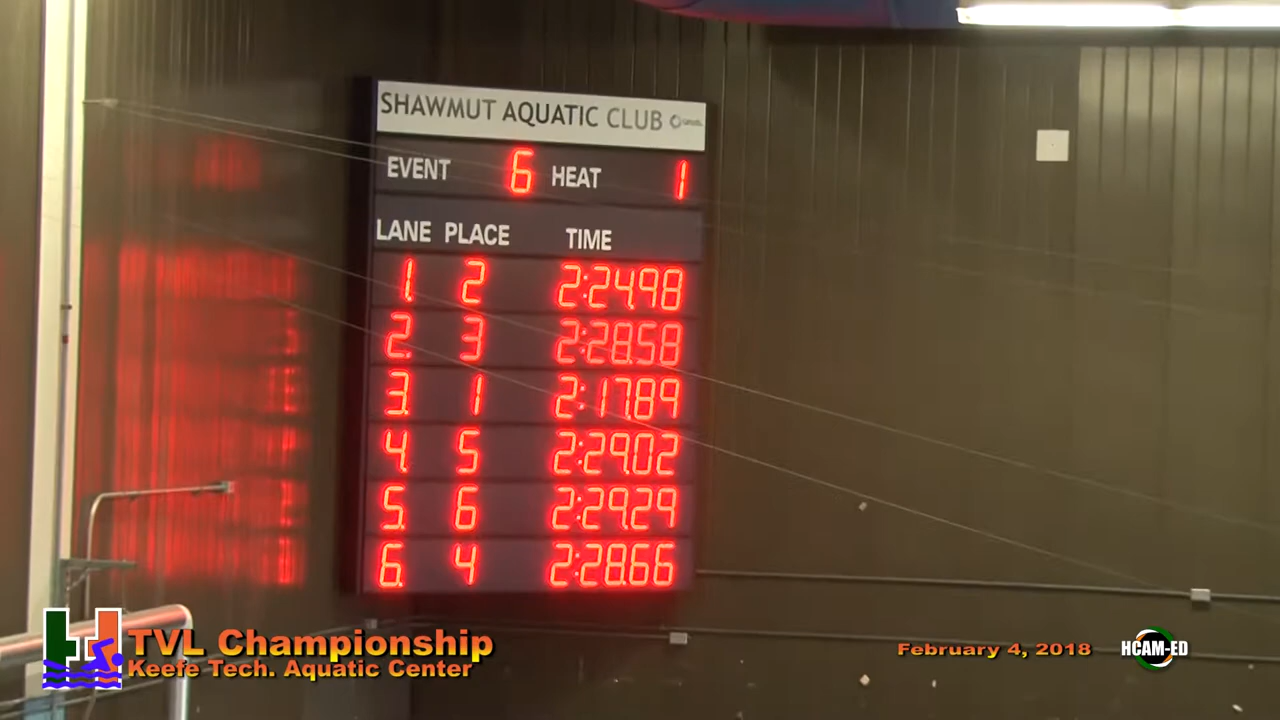 SHAWMUT AQUATIC CLUB
EVENT 6 HEAT 1
LANE PLACE TIME
1 2 2:24.98
2 3 2:28.58
3 1 2:17.89
4 5 2:29.02
5 6 2:29.29
6 4 2:28.66
TVL Championship
Keefe Tech. Aquatic Center
February 4, 2018
HCAM-ED